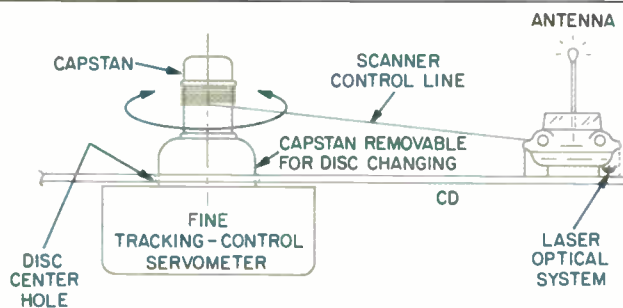 ANTENNA
CAPSTAN
SCANNER
CONTROL
LINE
CAPSTAN REMOVABLE
FOR DISC CHANGING
CD
FINE
TRACKING-CONTROL
SERVOMETER
DISC
CENTER
HOLE
LASER
OPTICAL
SYSTEM